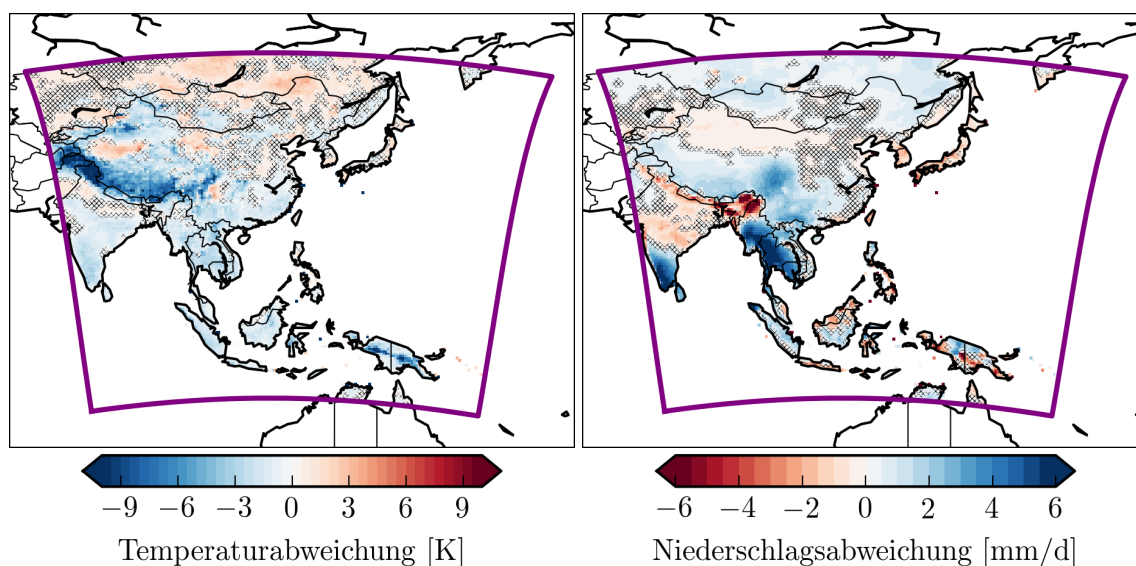 −9 −6 −3 0 3 6 9
Temperaturabweichung [K]
−6 −4 −2 0 2 4 6
Niederschlagsabweichung [mm/d]